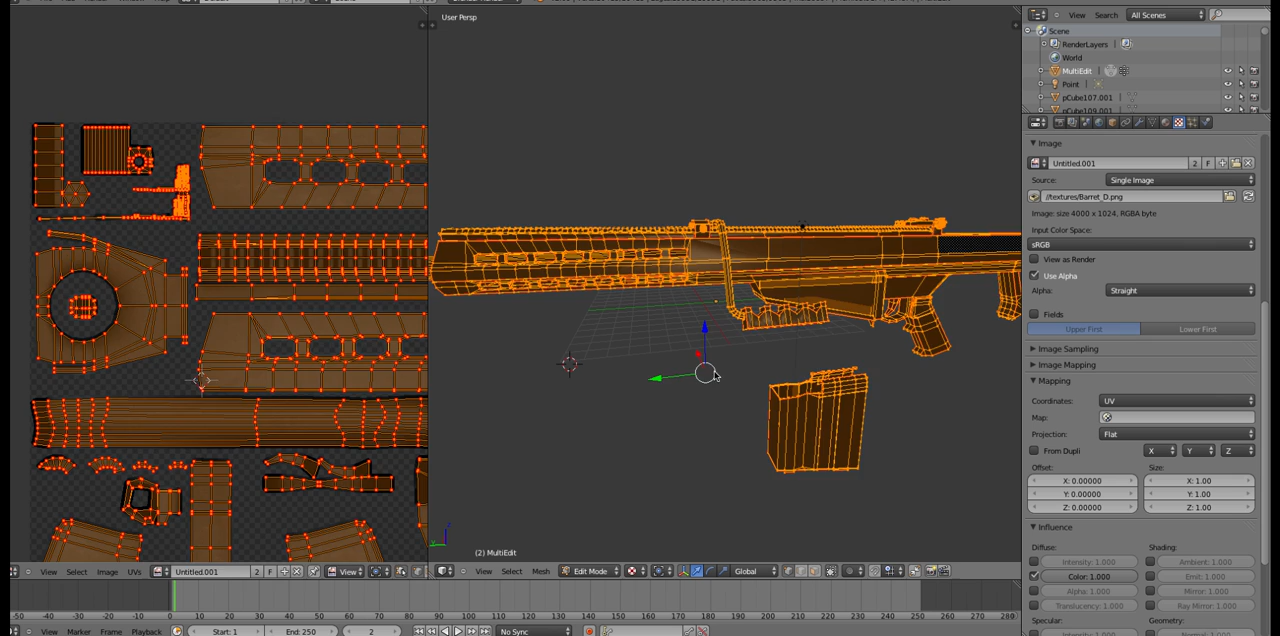 User Persp
(2) MultiEdit
View Search All Scenes
Scene
RenderLayers
World
MultiEdit
Point
pCube107.001
pCube109.001
Image
Untitled.001 2 F
Source: Single Image
//textures/Barret_D.png
Image: size 4000 x 1024, RGBA byte
Input Color Space:
sRGB
View as Render
Use Alpha
Alpha: Straight
Fields
Upper First Lower First
Image Sampling
Image Mapping
Mapping
Coordinates: UV
Map:
Projection: Flat
From Dupli X Y Z
Offset: Size:
X: 0.00000 X: 1.00
Y: 0.00000 Y: 1.00
Z: 0.00000 Z: 1.00
Influence
Diffuse: Shading:
Intensity: 1.000 Ambient: 1.000
Color: 1.000 Emit: 1.000
Alpha: 1.000 Mirror: 1.000
Translucency: 1.000 Ray Mirror: 1.000
Specular: Geometry:
View Select Image UVs Untitled.001 2 F View
View Select Mesh Edit Mode Global
-50 -40 -30 -20 -10 0 10 20 30 40 50 60 70 80 90 100 110 120 130 140 150 160 170 180 190 200 210 220 230 240 250 260 270 280
View Marker Frame Playback Start: 1 End: 250 2 No Sync